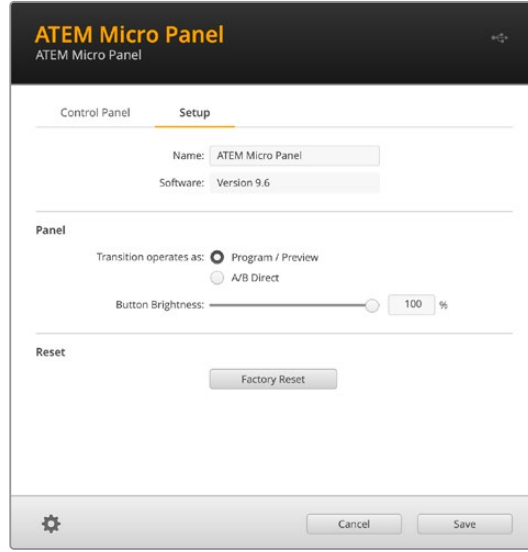 ATEM Micro Panel
ATEM Micro Panel
Control Panel Setup
Name: ATEM Micro Panel
Software: Version 9.6
Panel
Transition operates as: Program / Preview
A/B Direct
Button Brightness: 100 %
Reset
Factory Reset
Cancel Save